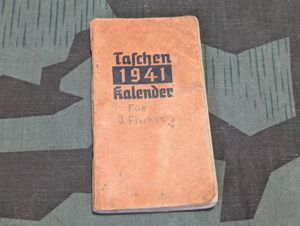 Taſchen
1941
Kalender
Für
J. Fischer